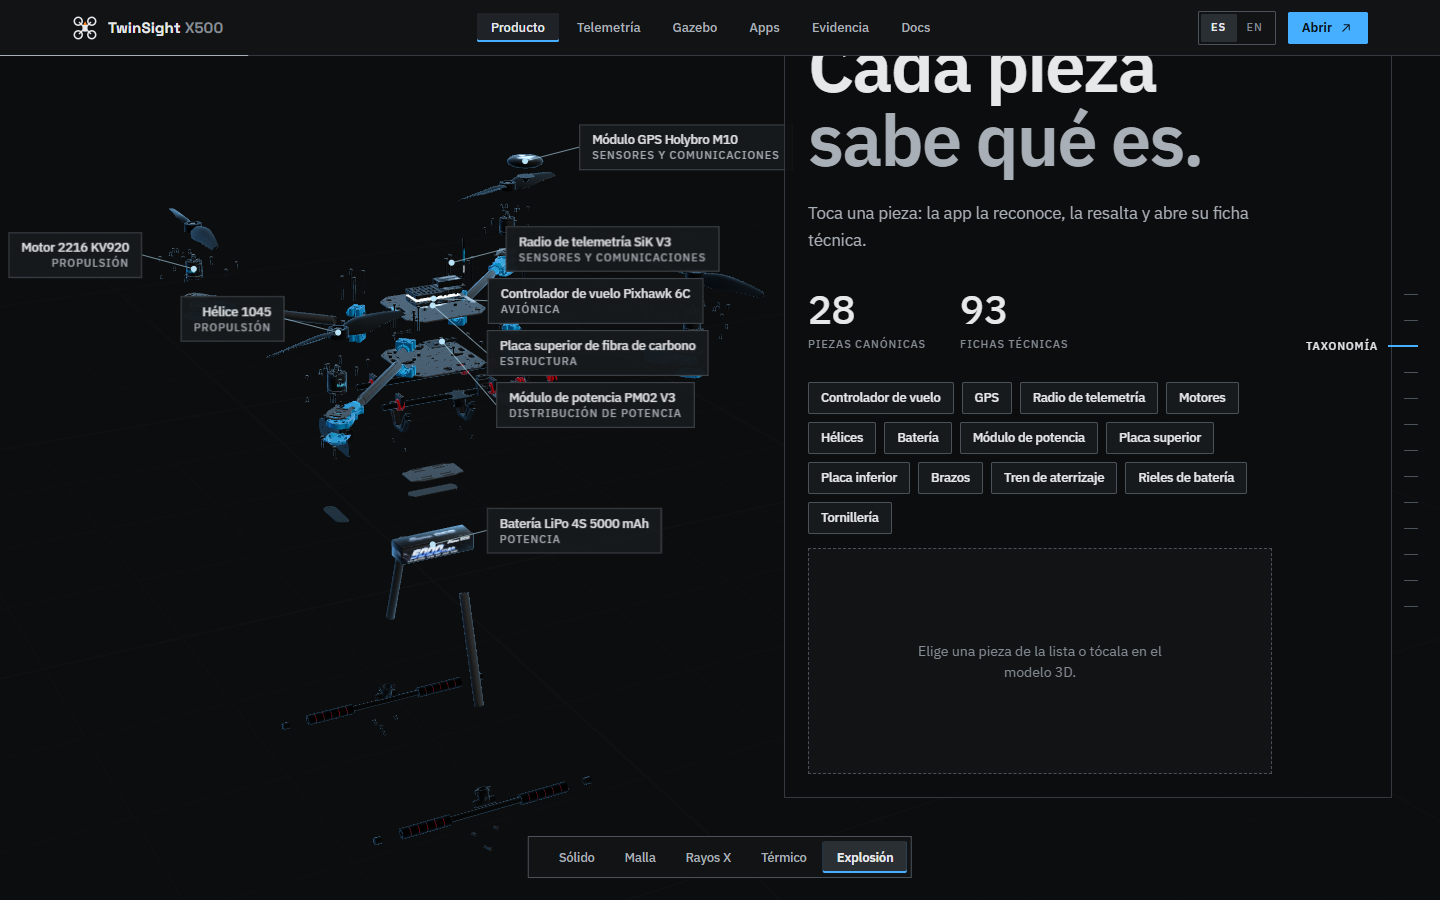 TwinSight X500
Producto
Telemetría
Gazebo
Apps
Evidencia
Docs
ES
EN
Abrir
Cada pieza
sabe qué es.
Toca una pieza: la app la reconoce, la resalta y abre su ficha
técnica.
28
PIEZAS CANÓNICAS
93
FICHAS TÉCNICAS
TAXONOMÍA
Controlador de vuelo
GPS
Radio de telemetría
Motores
Hélices
Batería
Módulo de potencia
Placa superior
Placa inferior
Brazos
Tren de aterrizaje
Rieles de batería
Tornillería
Elige una pieza de la lista o tócala en el
modelo 3D.
Módulo GPS Holybro M10
SENSORES Y COMUNICACIONES
Motor 2216 KV920
PROPULSIÓN
Radio de telemetría SiK V3
SENSORES Y COMUNICACIONES
Controlador de vuelo Pixhawk 6C
AVIÓNICA
Hélice 1045
PROPULSIÓN
Placa superior de fibra de carbono
ESTRUCTURA
Módulo de potencia PM02 V3
DISTRIBUCIÓN DE POTENCIA
Batería LiPo 4S 5000 mAh
POTENCIA
5000
Sólido
Malla
Rayos X
Térmico
Explosión